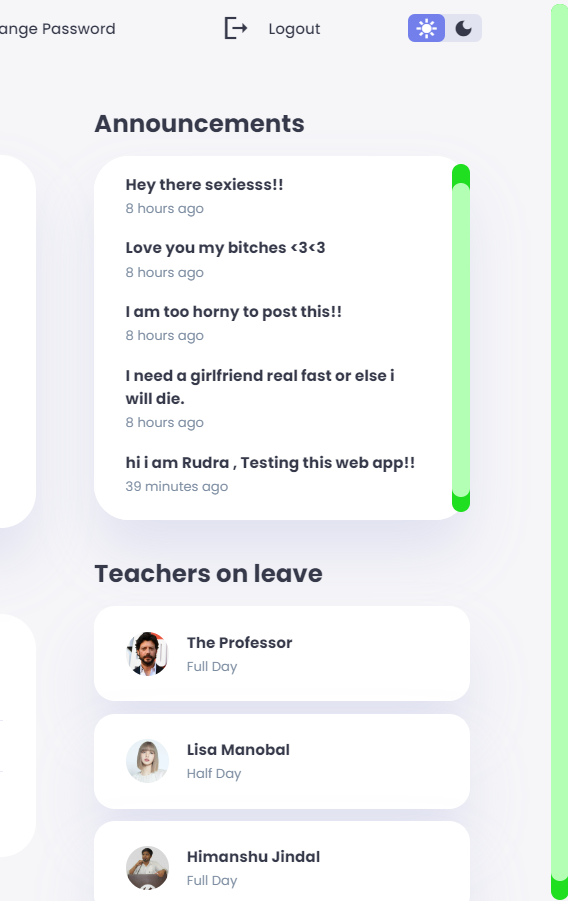 ange Password
Logout
Announcements
Hey there sexiesss!!
8 hours ago
Love you my bitches <3<3
8 hours ago
I am too horny to post this!!
8 hours ago
I need a girlfriend real fast or else i
will die.
8 hours ago
hi i am Rudra , Testing this web app!!
39 minutes ago
Teachers on leave
The Professor
Full Day
Lisa Manobal
Half Day
Himanshu Jindal
Full Day